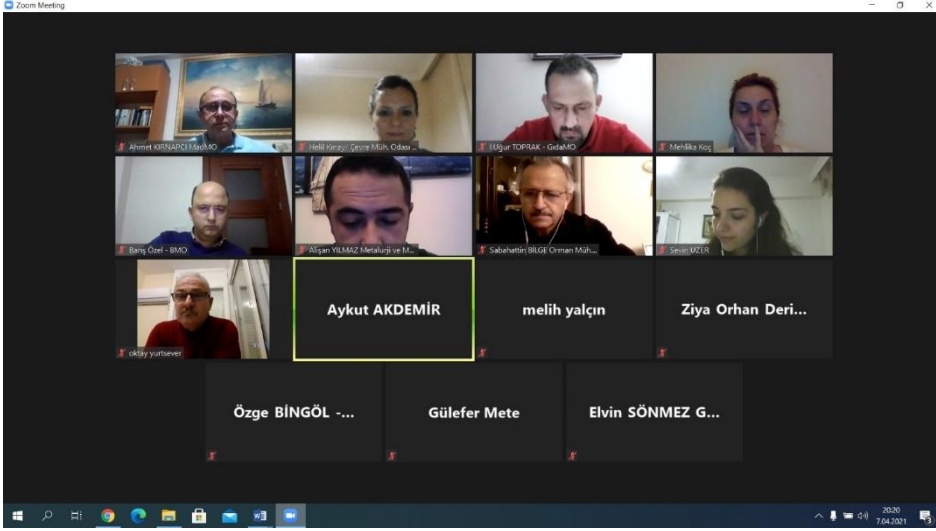 Zoom Meeting
Ahmet KIRNAPCI MadMO
Helil Kınay/ Çevre Müh. Odası ...
Uğur TOPRAK - GıdaMO
Mehlika Koç
Barış Özel - BMO
Alişan YILMAZ Metalurji ve M...
Sabahattin BİLGE Orman Müh...
Sevin UZER
oktay yurtsever
Aykut AKDEMİR
melih yalçın
Ziya Orhan Deri...
Özge BİNGÖL -...
Gülefer Mete
Elvin SÖNMEZ G...
20:20
7.04.2021